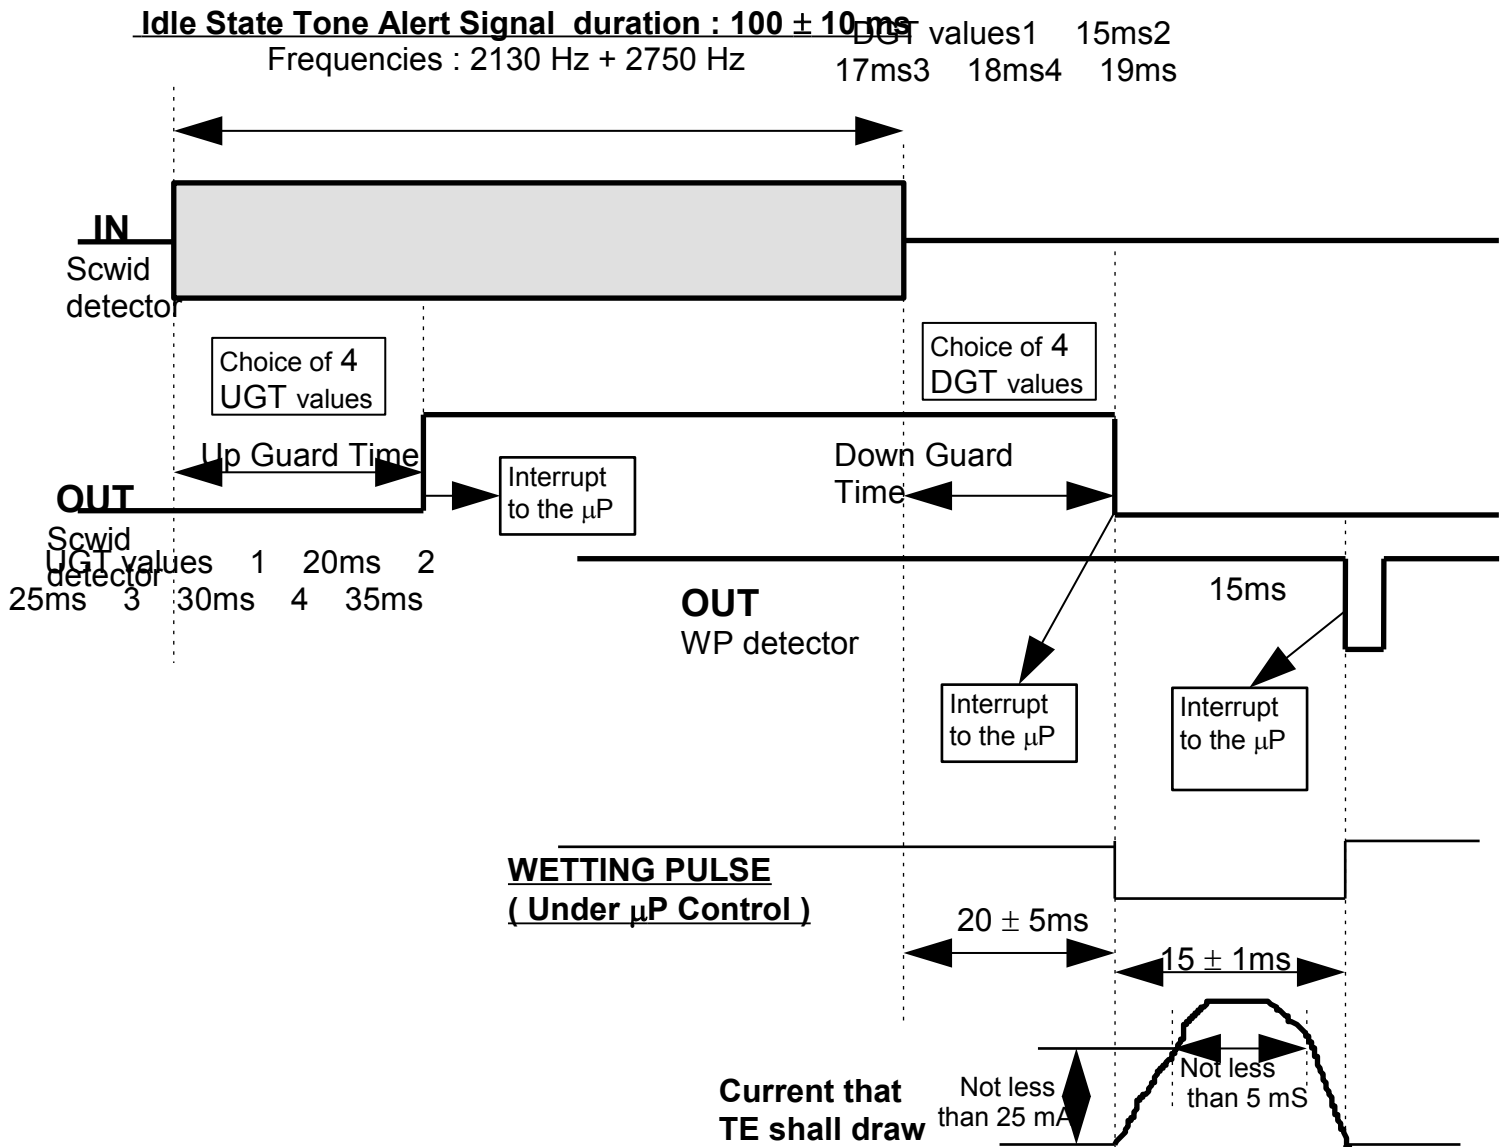 Idle State Tone Alert Signal  duration : 100 ± 10 ms
Frequencies : 2130 Hz + 2750 Hz
DGT values1    15ms2
17ms3    18ms4    19ms
IN
Scwid
detector
Choice of 4
UGT values
Choice of 4
DGT values
Up Guard Time
Interrupt
to the µP
Down Guard
Time
OUT
Scwid
detector
UGT values    1    20ms    2
25ms    3    30ms    4    35ms
OUT
WP detector
15ms
Interrupt
to the µP
Interrupt
to the µP
WETTING PULSE
( Under µP Control )
20 ± 5ms
15 ± 1ms
Not less
than 5 mS
Not less
than 25 mA
Current that
TE shall draw